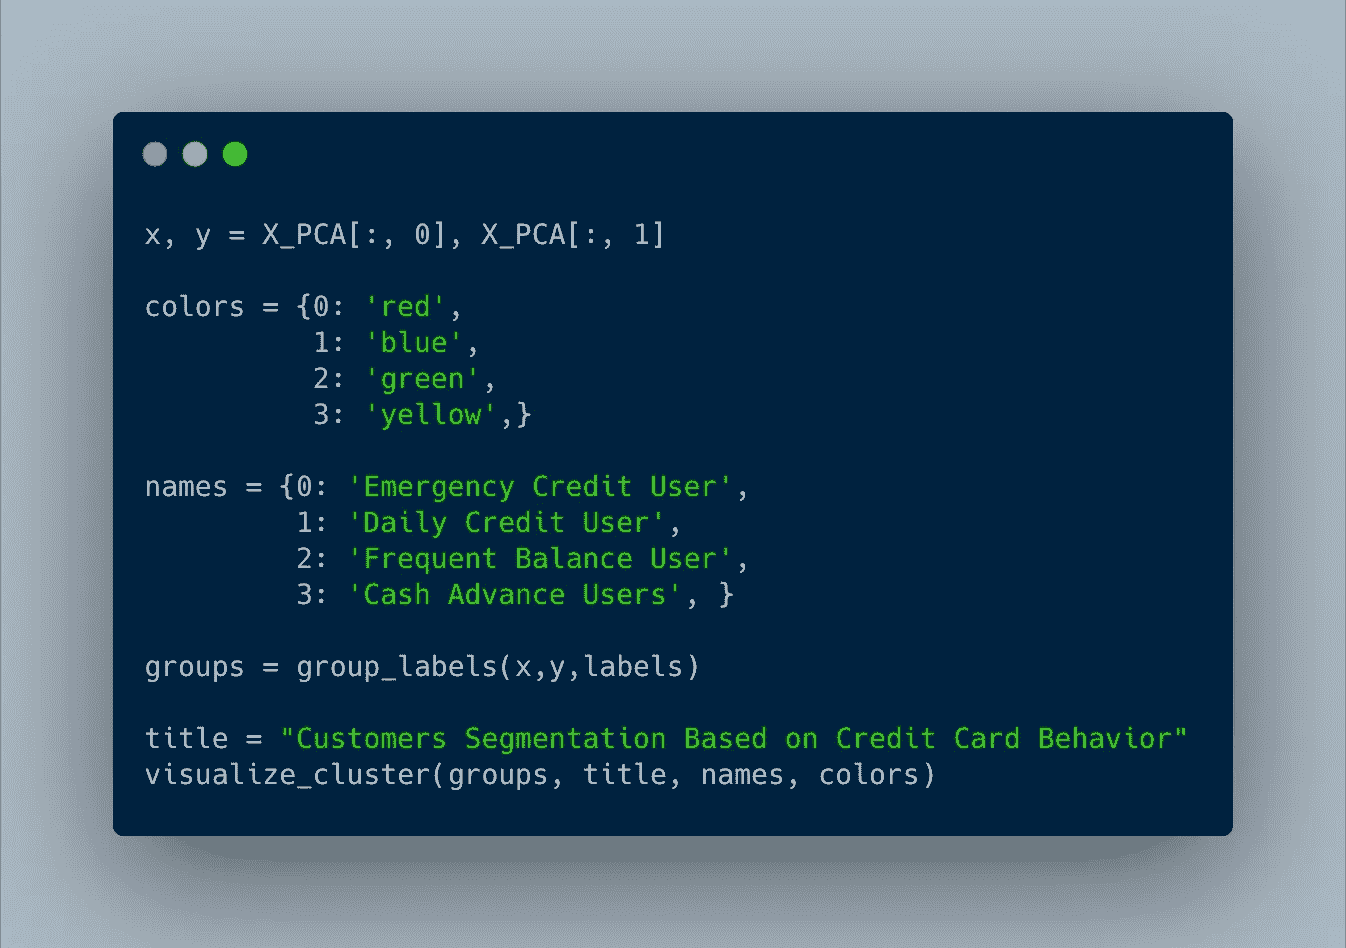 x, y = X_PCA[:, 0], X_PCA[:, 1]
colors = {0: 'red',
1: 'blue',
2: 'green',
3: 'yellow',}
names = {0: 'Emergency Credit User',
1: 'Daily Credit User',
2: 'Frequent Balance User',
3: 'Cash Advance Users', }
groups = group_labels(x,y,labels)
title = "Customers Segmentation Based on Credit Card Behavior"
visualize_cluster(groups, title, names, colors)